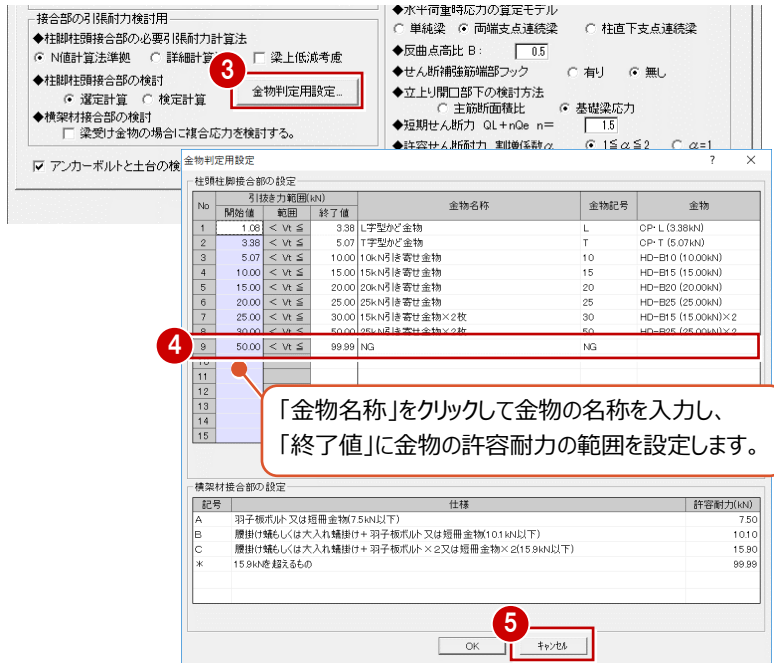 接合部の引張耐力検討用
◆柱脚柱頭接合部の必要引張耐力計算法
N値計算法準拠 詳細計算 梁上低減考慮
3
◆柱脚柱頭接合部の検討
選定計算 検定計算
金物判定用設定...
◆横架材接合部の検討
梁受け金物の場合に複合応力を検討する。
アンカーボルトと土台の検
◆水平荷重時応力の算定モデル
単純梁 両端支点連続梁 柱直下支点連続梁
◆反曲点高比 B: 0.5
◆せん断補強筋端部フック 有り 無し
◆立上り開口部下の検討方法
主筋断面積比 基礎梁応力
◆短期せん断力 QL+nQe n= 1.5
◆許容せん断耐力 割増係数α 1≦α≦2 α=1
金物判定用設定 ? ×
柱頭柱脚接合部の設定
No 引抜き力範囲(kN) 金物名称 金物記号 金物
開始値 範囲 終了値
1 1.08 < Vt ≦ 3.38 L字型かど金物 L CP・L (3.38kN)
2 3.38 < Vt ≦ 5.07 T字型かど金物 T CP・T (5.07kN)
3 5.07 < Vt ≦ 10.00 10kN引き寄せ金物 10 HD-B10 (10.00kN)
4 10.00 < Vt ≦ 15.00 15kN引き寄せ金物 15 HD-B15 (15.00kN)
5 15.00 < Vt ≦ 20.00 20kN引き寄せ金物 20 HD-B20 (20.00kN)
6 20.00 < Vt ≦ 25.00 25kN引き寄せ金物 25 HD-B25 (25.00kN)
7 25.00 < Vt ≦ 30.00 15kN引き寄せ金物×2枚 30 HD-B15 (15.00kN)×2
8 30.00 < Vt ≦ 50.00 25kN引き寄せ金物×2枚 50 HD-B25 (25.00kN)×2
4
9 50.00 < Vt ≦ 99.99 NG NG
10
11
12
13
14
15
「金物名称」をクリックして金物の名称を入力し、
「終了値」に金物の許容耐力の範囲を設定します。
横架材接合部の設定
記号 仕様 許容耐力(kN)
A 羽子板ボルト又は短冊金物(7.5kN以下) 7.50
B 腰掛け蟻もしくは大入れ蟻掛け+羽子板ボルト又は短冊金物(10.1kN以下) 10.10
C 腰掛け蟻もしくは大入れ蟻掛け+羽子板ボルト×2又は短冊金物×2(15.9kN以下) 15.90
* 15.9kNを超えるもの 99.99
5
OK キャンセル